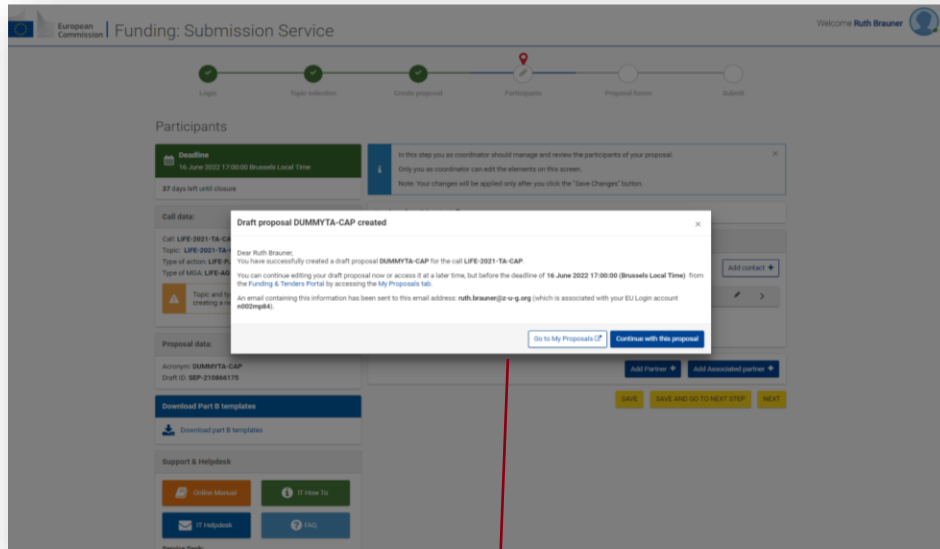 European Commission
Funding: Submission Service
Welcome Ruth Brauner
Login
Topic selection
Create proposal
Participants
Proposal forms
Submit
Participants
Deadline
16 June 2022 17:00:00 Brussels Local Time
37 days left until closure
In this step you as coordinator should manage and review the participants of your proposal.
Only you as coordinator can edit the elements on this screen.
Note: Your changes will be applied only after you click the "Save Changes" button.
Call data:
Call: LIFE-2021-TA-CA
Topic: LIFE-2021-TA-
Type of action: LIFE-P
Type of MGA: LIFE-AG
Topic and ty
creating a n
Add contact +
Draft proposal DUMMYTA-CAP created
Dear Ruth Brauner,
You have successfully created a draft proposal DUMMYTA-CAP for the call LIFE-2021-TA-CAP.
You can continue editing your draft proposal now or access it at a later time, but before the deadline of 16 June 2022 17:00:00 (Brussels Local Time) from
the Funding & Tenders Portal by accessing the My Proposals tab.
An email containing this information has been sent to this email address: ruth.brauner@z-u-g.org (which is associated with your EU Login account
n002mp84).
Go to My Proposals
Continue with this proposal
Proposal data:
Acronym: DUMMYTA-CAP
Draft ID: SEP-210866175
Add Partner +
Add Associated partner +
SAVE
SAVE AND GO TO NEXT STEP
NEXT
Download Part B templates
Download part B templates
Support & Helpdesk
Online Manual
IT How To
IT Helpdesk
FAQ
Service Desk: